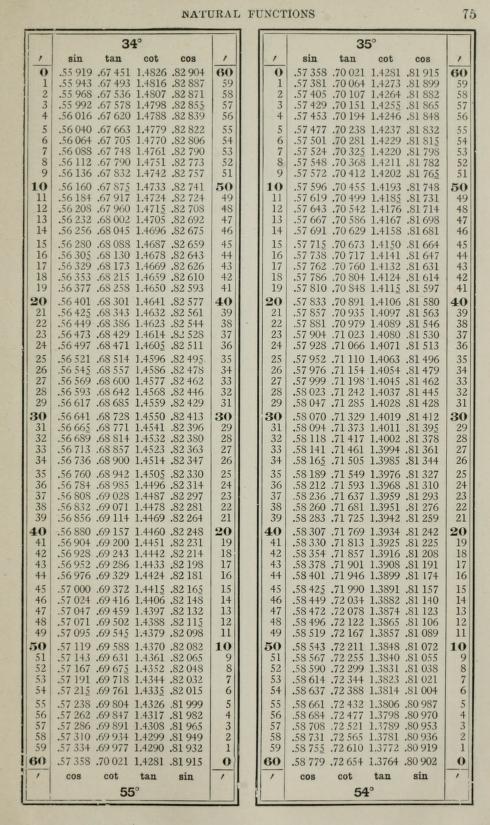 NATURAL FUNCTIONS 75
34°
′ sin tan cot cos ′
0 .55 919 .67 451 1.4826 .82 904 60
1 .55 943 .67 493 1.4816 .82 887 59
2 .55 968 .67 536 1.4807 .82 871 58
3 .55 992 .67 578 1.4798 .82 855 57
4 .56 016 .67 620 1.4788 .82 839 56
5 .56 040 .67 663 1.4779 .82 822 55
6 .56 064 .67 705 1.4770 .82 806 54
7 .56 088 .67 748 1.4761 .82 790 53
8 .56 112 .67 790 1.4751 .82 773 52
9 .56 136 .67 832 1.4742 .82 757 51
10 .56 160 .67 875 1.4733 .82 741 50
11 .56 184 .67 917 1.4724 .82 724 49
12 .56 208 .67 960 1.4715 .82 708 48
13 .56 232 .68 002 1.4705 .82 692 47
14 .56 256 .68 045 1.4696 .82 675 46
15 .56 280 .68 088 1.4687 .82 659 45
16 .56 305 .68 130 1.4678 .82 643 44
17 .56 329 .68 173 1.4669 .82 626 43
18 .56 353 .68 215 1.4659 .82 610 42
19 .56 377 .68 258 1.4650 .82 593 41
20 .56 401 .68 301 1.4641 .82 577 40
21 .56 425 .68 343 1.4632 .82 561 39
22 .56 449 .68 386 1.4623 .82 544 38
23 .56 473 .68 429 1.4614 .82 528 37
24 .56 497 .68 471 1.4605 .82 511 36
25 .56 521 .68 514 1.4596 .82 495 35
26 .56 545 .68 557 1.4586 .82 478 34
27 .56 569 .68 600 1.4577 .82 462 33
28 .56 593 .68 642 1.4568 .82 446 32
29 .56 617 .68 685 1.4559 .82 429 31
30 .56 641 .68 728 1.4550 .82 413 30
31 .56 665 .68 771 1.4541 .82 396 29
32 .56 689 .68 814 1.4532 .82 380 28
33 .56 713 .68 857 1.4523 .82 363 27
34 .56 736 .68 900 1.4514 .82 347 26
35 .56 760 .68 942 1.4505 .82 330 25
36 .56 784 .68 985 1.4496 .82 314 24
37 .56 808 .69 028 1.4487 .82 297 23
38 .56 832 .69 071 1.4478 .82 281 22
39 .56 856 .69 114 1.4469 .82 264 21
40 .56 880 .69 157 1.4460 .82 248 20
41 .56 904 .69 200 1.4451 .82 231 19
42 .56 928 .69 243 1.4442 .82 214 18
43 .56 952 .69 286 1.4433 .82 198 17
44 .56 976 .69 329 1.4424 .82 181 16
45 .57 000 .69 372 1.4415 .82 165 15
46 .57 024 .69 416 1.4406 .82 148 14
47 .57 047 .69 459 1.4397 .82 132 13
48 .57 071 .69 502 1.4388 .82 115 12
49 .57 095 .69 545 1.4379 .82 098 11
50 .57 119 .69 588 1.4370 .82 082 10
51 .57 143 .69 631 1.4361 .82 065 9
52 .57 167 .69 675 1.4352 .82 048 8
53 .57 191 .69 718 1.4344 .82 032 7
54 .57 215 .69 761 1.4335 .82 015 6
55 .57 238 .69 804 1.4326 .81 999 5
56 .57 262 .69 847 1.4317 .81 982 4
57 .57 286 .69 891 1.4308 .81 965 3
58 .57 310 .69 934 1.4299 .81 949 2
59 .57 334 .69 977 1.4290 .81 932 1
60 .57 358 .70 021 1.4281 .81 915 0
′ cos cot tan sin ′
55°
35°
′ sin tan cot cos ′
0 .57 358 .70 021 1.4281 .81 915 60
1 .57 381 .70 064 1.4273 .81 899 59
2 .57 405 .70 107 1.4264 .81 882 58
3 .57 429 .70 151 1.4255 .81 865 57
4 .57 453 .70 194 1.4246 .81 848 56
5 .57 477 .70 238 1.4237 .81 832 55
6 .57 501 .70 281 1.4229 .81 815 54
7 .57 524 .70 325 1.4220 .81 798 53
8 .57 548 .70 368 1.4211 .81 782 52
9 .57 572 .70 412 1.4202 .81 765 51
10 .57 596 .70 455 1.4193 .81 748 50
11 .57 619 .70 499 1.4185 .81 731 49
12 .57 643 .70 542 1.4176 .81 714 48
13 .57 667 .70 586 1.4167 .81 698 47
14 .57 691 .70 629 1.4158 .81 681 46
15 .57 715 .70 673 1.4150 .81 664 45
16 .57 738 .70 717 1.4141 .81 647 44
17 .57 762 .70 760 1.4132 .81 631 43
18 .57 786 .70 804 1.4124 .81 614 42
19 .57 810 .70 848 1.4115 .81 597 41
20 .57 833 .70 891 1.4106 .81 580 40
21 .57 857 .70 935 1.4097 .81 563 39
22 .57 881 .70 979 1.4089 .81 546 38
23 .57 904 .71 023 1.4080 .81 530 37
24 .57 928 .71 066 1.4071 .81 513 36
25 .57 952 .71 110 1.4063 .81 496 35
26 .57 976 .71 154 1.4054 .81 479 34
27 .57 999 .71 198 1.4045 .81 462 33
28 .58 023 .71 242 1.4037 .81 445 32
29 .58 047 .71 285 1.4028 .81 428 31
30 .58 070 .71 329 1.4019 .81 412 30
31 .58 094 .71 373 1.4011 .81 395 29
32 .58 118 .71 417 1.4002 .81 378 28
33 .58 141 .71 461 1.3994 .81 361 27
34 .58 165 .71 505 1.3985 .81 344 26
35 .58 189 .71 549 1.3976 .81 327 25
36 .58 212 .71 593 1.3968 .81 310 24
37 .58 236 .71 637 1.3959 .81 293 23
38 .58 260 .71 681 1.3951 .81 276 22
39 .58 283 .71 725 1.3942 .81 259 21
40 .58 307 .71 769 1.3934 .81 242 20
41 .58 330 .71 813 1.3925 .81 225 19
42 .58 354 .71 857 1.3916 .81 208 18
43 .58 378 .71 901 1.3908 .81 191 17
44 .58 401 .71 946 1.3899 .81 174 16
45 .58 425 .71 990 1.3891 .81 157 15
46 .58 449 .72 034 1.3882 .81 140 14
47 .58 472 .72 078 1.3874 .81 123 13
48 .58 496 .72 122 1.3865 .81 106 12
49 .58 519 .72 167 1.3857 .81 089 11
50 .58 543 .72 211 1.3848 .81 072 10
51 .58 567 .72 255 1.3840 .81 055 9
52 .58 590 .72 299 1.3831 .81 038 8
53 .58 614 .72 344 1.3823 .81 021 7
54 .58 637 .72 388 1.3814 .81 004 6
55 .58 661 .72 432 1.3806 .80 987 5
56 .58 684 .72 477 1.3798 .80 970 4
57 .58 708 .72 521 1.3789 .80 953 3
58 .58 731 .72 565 1.3781 .80 936 2
59 .58 755 .72 610 1.3772 .80 919 1
60 .58 779 .72 654 1.3764 .80 902 0
′ cos cot tan sin ′
54°